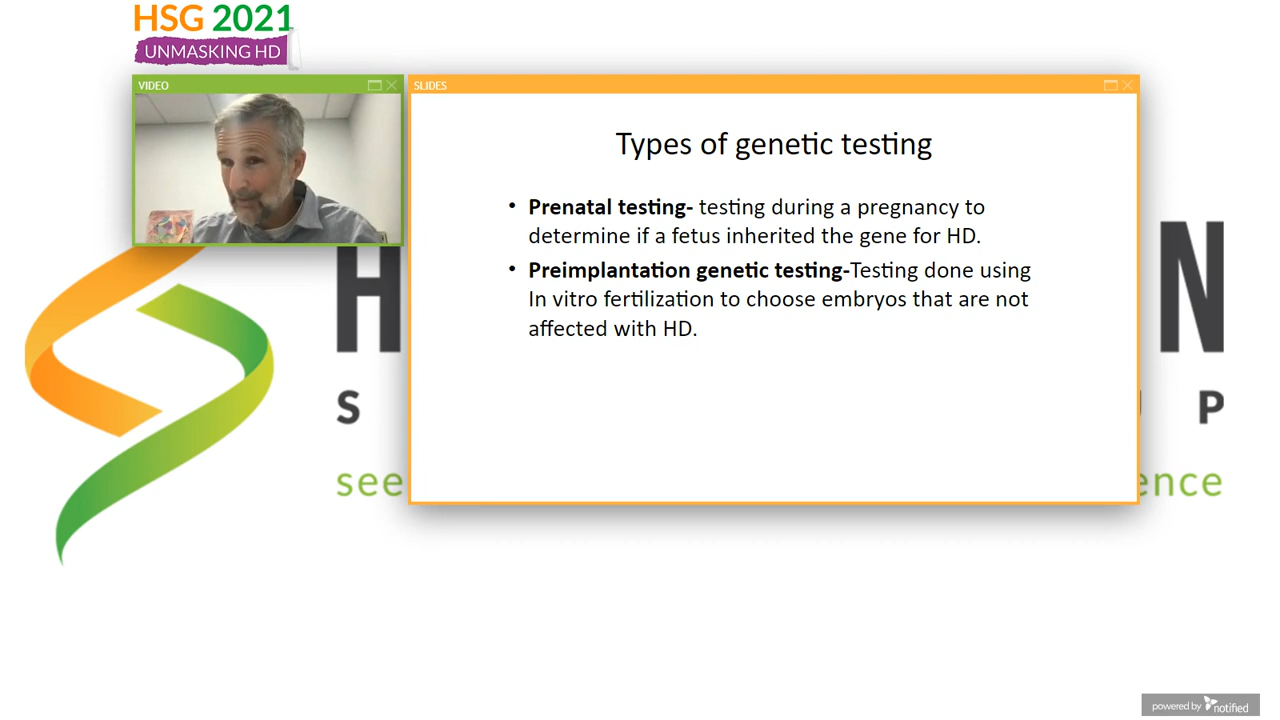 HSG 2021
UNMASKING HD
VIDEO
SLIDES
Types of genetic testing
• Prenatal testing- testing during a pregnancy to
determine if a fetus inherited the gene for HD.
• Preimplantation genetic testing-Testing done using
In vitro fertilization to choose embryos that are not
affected with HD.
H N
S U P
see ence
powered by notified